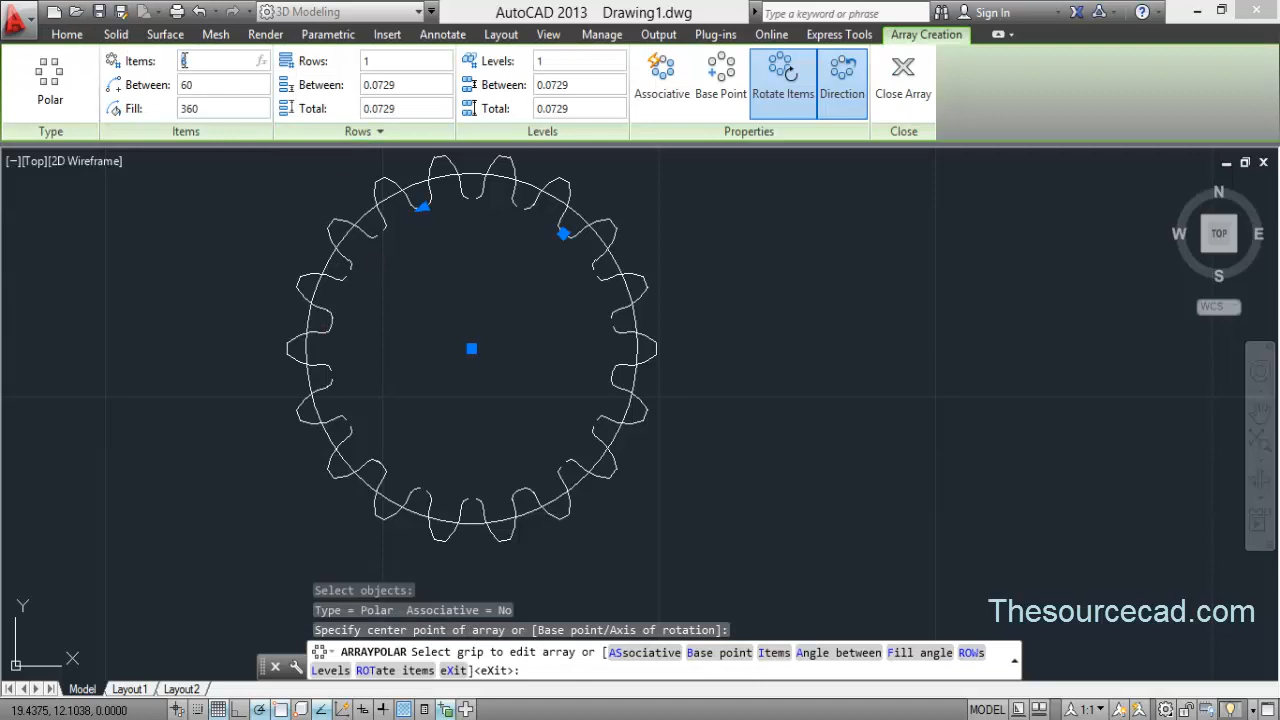 3D Modeling
AutoCAD 2013 Drawing1.dwg
Type a keyword or phrase
Sign In
Home Solid Surface Mesh Render Parametric Insert Annotate Layout View Manage Output Plug-ins Online Express Tools Array Creation
Polar
Items:
Between: 60
Fill: 360
Rows: 1
Between: 0.0729
Total: 0.0729
Levels: 1
Between: 0.0729
Total: 0.0729
Associative Base Point Rotate Items Direction Close Array
Type Items Rows Levels Properties Close
[−][Top][2D Wireframe]
N
W TOP E
S
WCS
Select objects:
Type = Polar Associative = No
Specify center point of array or [Base point/Axis of rotation]:
ARRAYPOLAR Select grip to edit array or [ASsociative Base point Items Angle between Fill angle ROWs
Levels ROTate items eXit]<eXit>:
Thesourcecad.com
Y
X
Model Layout1 Layout2
19.4375, 12.1038, 0.0000
MODEL
1:1